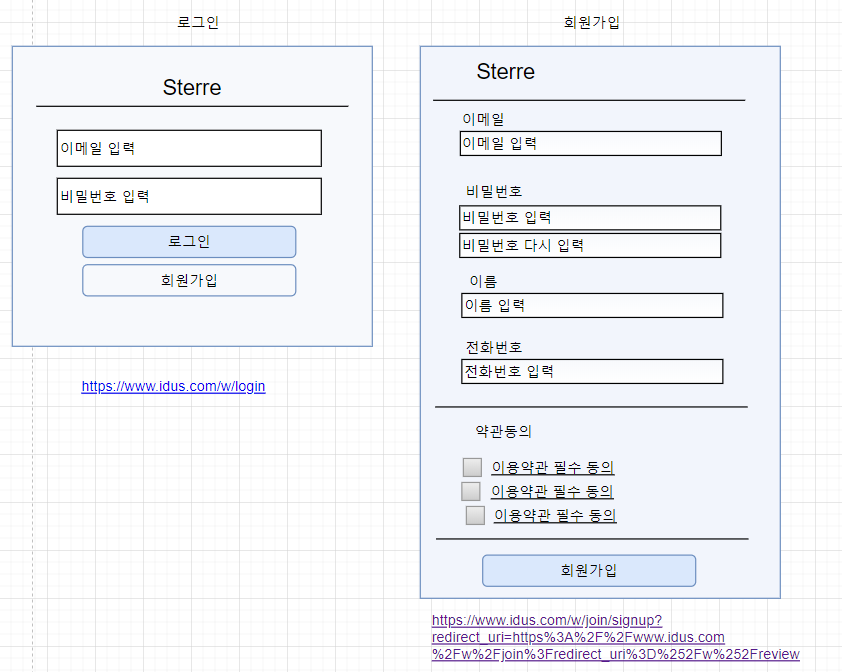 로그인
Sterre
이메일 입력
비밀번호 입력
로그인
회원가입
https://www.idus.com/w/login
회원가입
Sterre
이메일
이메일 입력
비밀번호
비밀번호 입력
비밀번호 다시 입력
이름
이름 입력
전화번호
전화번호 입력
약관동의
이용약관 필수 동의
이용약관 필수 동의
이용약관 필수 동의
회원가입
https://www.idus.com/w/join/signup?
redirect_uri=https%3A%2F%2Fwww.idus.com
%2Fw%2Fjoin%3Fredirect_uri%3D%252Fw%252Freview